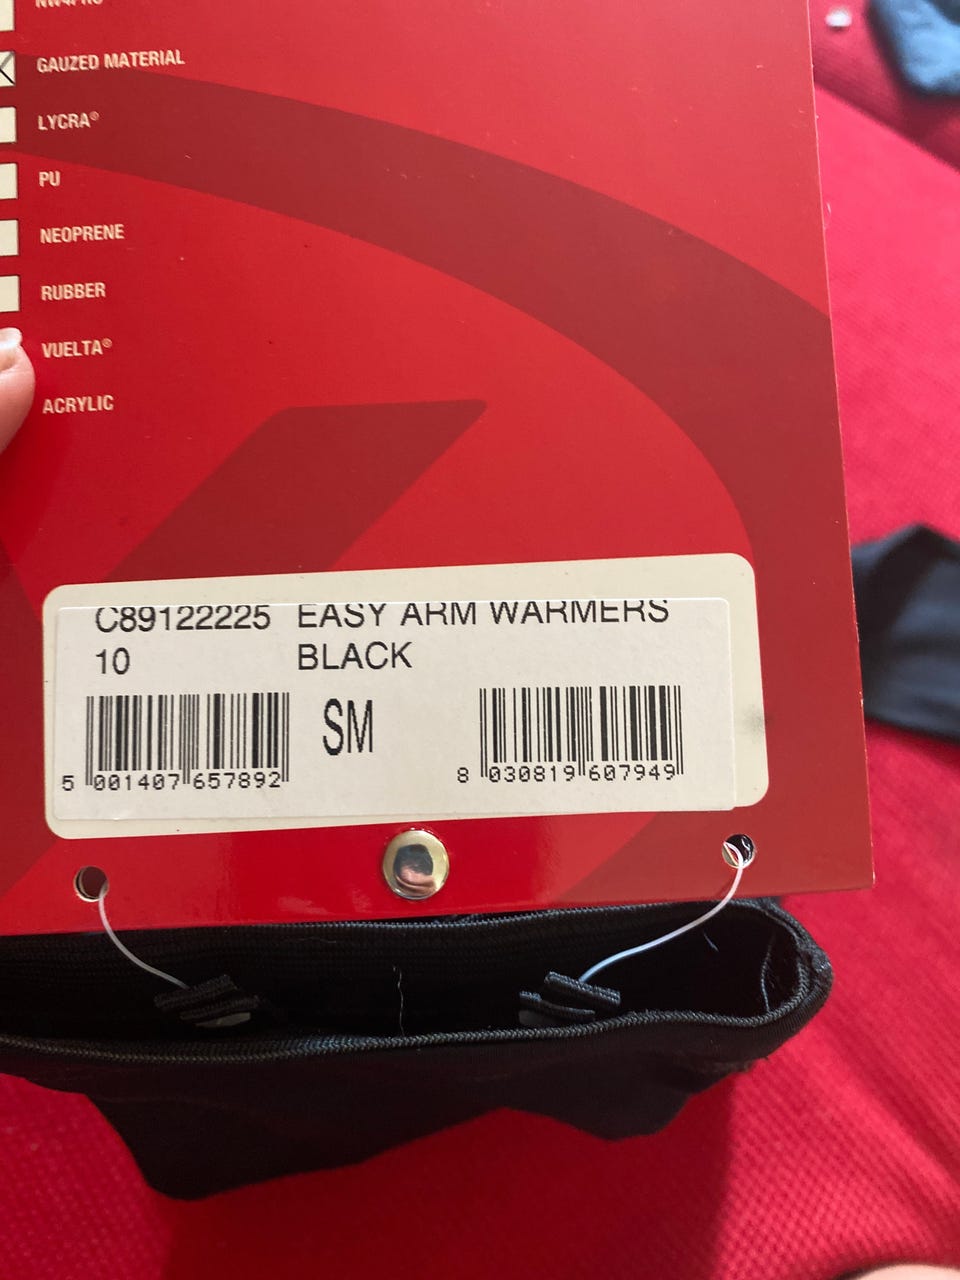 GAUZED MATERIAL
LYCRA®
PU
NEOPRENE
RUBBER
VUELTA®
ACRYLIC
C89122225 EASY ARM WARMERS
10 BLACK
SM
5 001407 657892
8 030819 607949